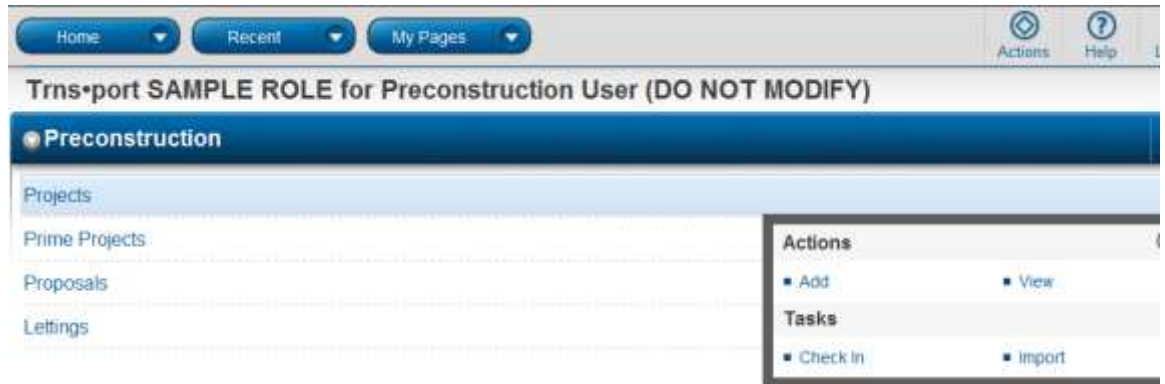 Home Recent My Pages
Actions Help
Trns•port SAMPLE ROLE for Preconstruction User (DO NOT MODIFY)
Preconstruction
Projects
Prime Projects
Proposals
Lettings
Actions
Add View
Tasks
Check In Import